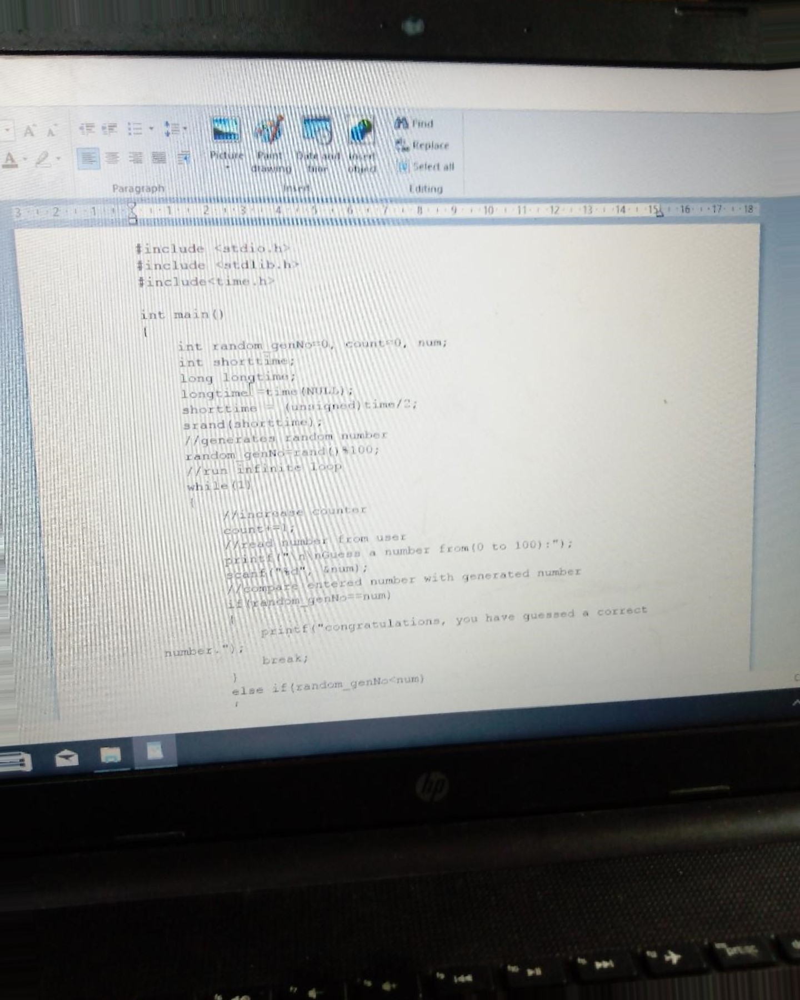 A A
Picture
Paint drawing
Date and time
Insert object
Find
Replace
Select all
A
Paragraph
Insert
Editing
3 2 1 1 2 3 4 5 6 7 8 9 10 11 12 13 14 15 16 17 18
#include <stdio.h>
#include <stdlib.h>
#include<time.h>
int main()
{
int random_genNo=0, count=0, num;
int shorttime;
long longtime;
longtime =time(NULL);
shorttime = (unsigned)time/2;
srand(shorttime);
//generates random number
random_genNo=rand()%100;
//run infinite loop
while(1)
{
//increase counter
count+=1;
//read number from user
printf("\n\nGuess a number from(0 to 100):");
scanf("%d", &num);
//compare entered number with generated number
if(random_genNo==num)
{
printf("congratulations, you have guessed a correct
number.");
break;
}
else if(random_genNo<num)
{
hp